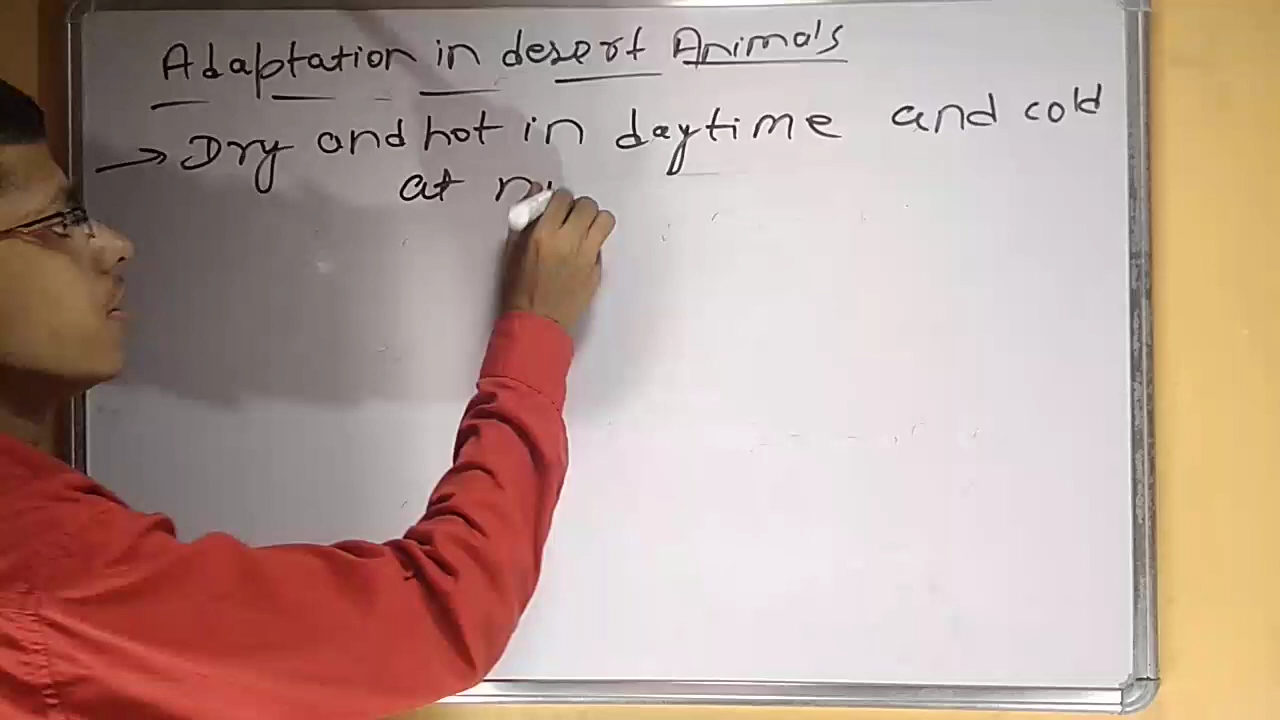 Adaptation in desert Animals
→ Dry and hot in daytime and cold
at